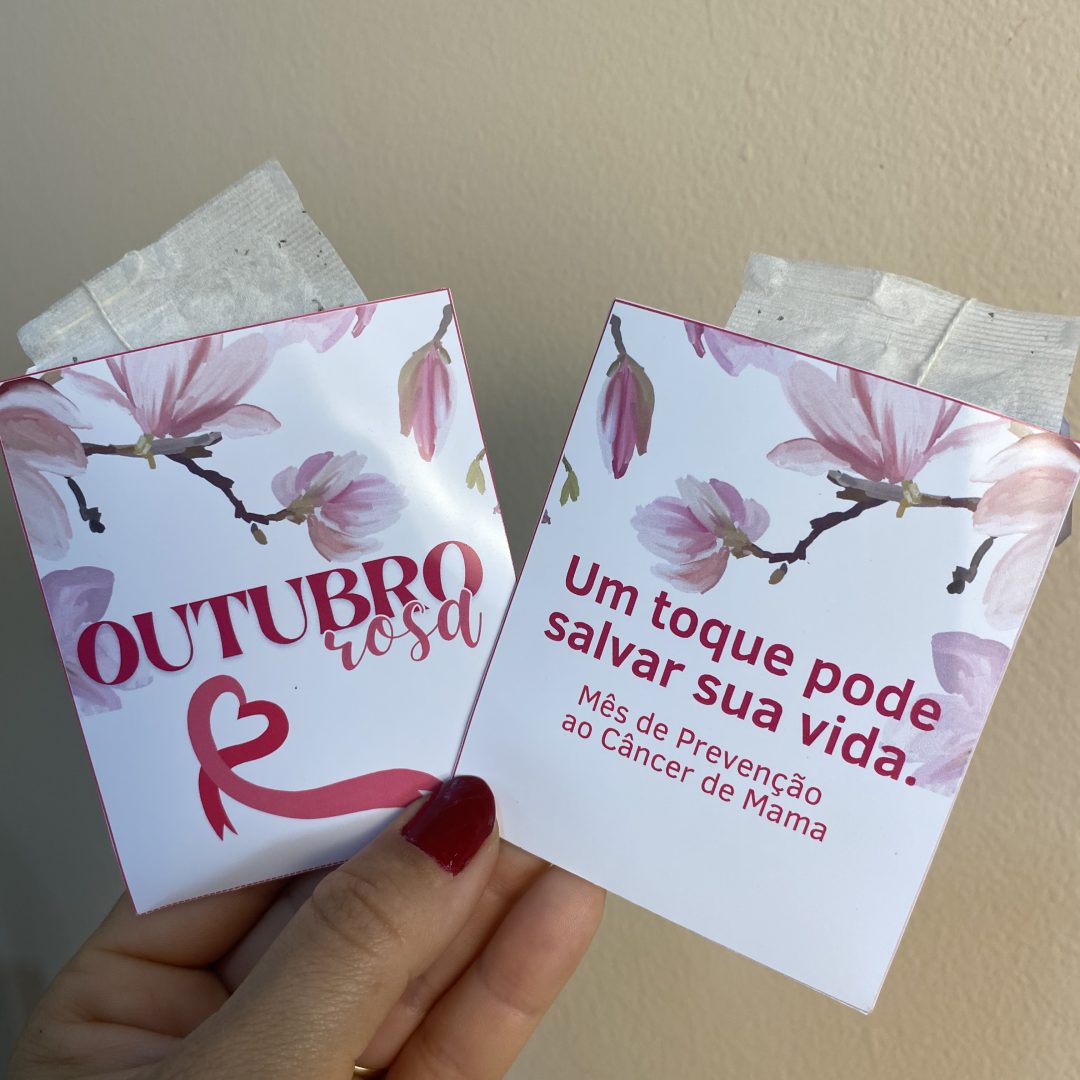 OUTUBRO
rosa
Um toque pode
salvar sua vida.
Mês de Prevenção
ao Câncer de Mama